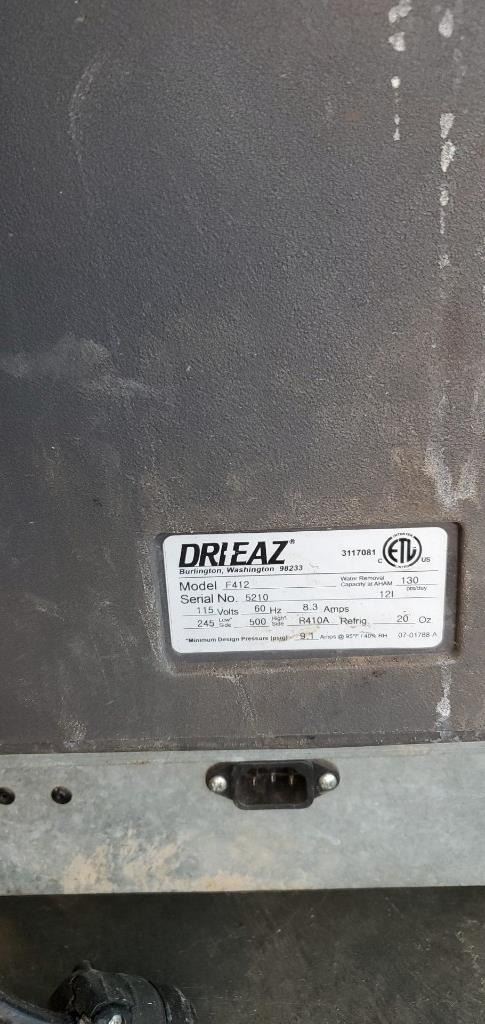 DRI-EAZ®
Burlington, Washington 98233
3117081 C ETL US
INTERTEK
Model F412 Water Removal Capacity at AHAM 130 pts/day
Serial No. 5210 12I
115 Volts 60 Hz 8.3 Amps
245 Low* Side 500 High* Side R410A Refrig 20 Oz
*Minimum Design Pressure (psig) 9.1 Amps @ 95°F / 40% RH 07-01788 A